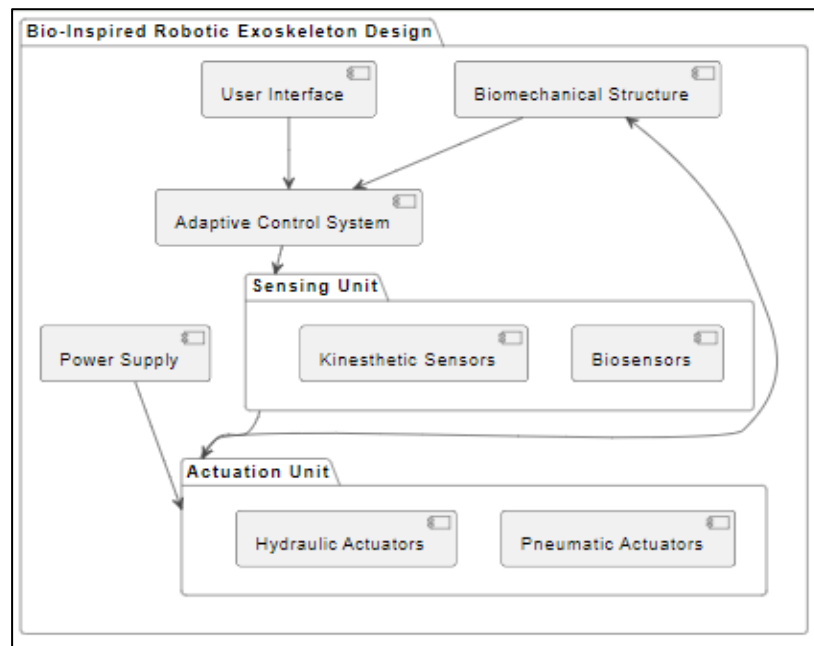 Bio-Inspired Robotic Exoskeleton Design
User Interface
Biomechanical Structure
Adaptive Control System
Sensing Unit
Power Supply
Kinesthetic Sensors
Biosensors
Actuation Unit
Hydraulic Actuators
Pneumatic Actuators